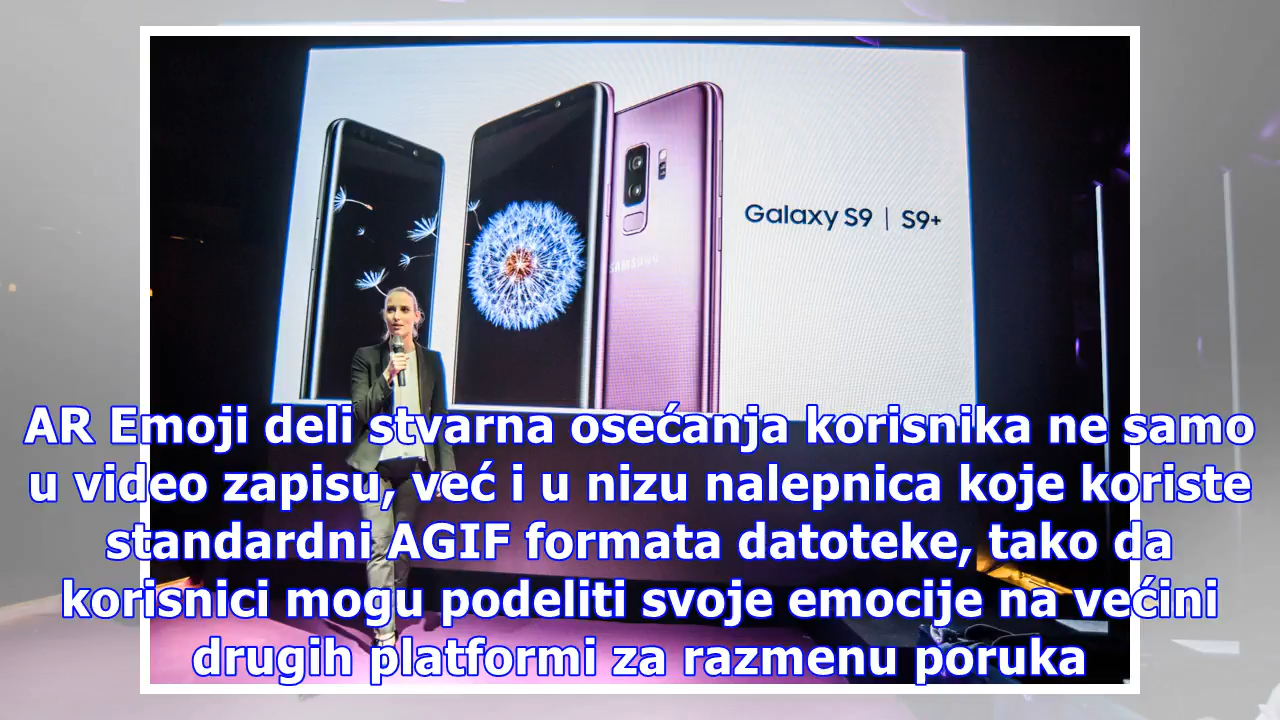 Galaxy S9 | S9+
SAMSUNG
AR Emoji deli stvarna osećanja korisnika ne samo
u video zapisu, već i u nizu nalepnica koje koriste
standardni AGIF formata datoteke, tako da
korisnici mogu podeliti svoje emocije na većini
drugih platformi za razmenu poruka